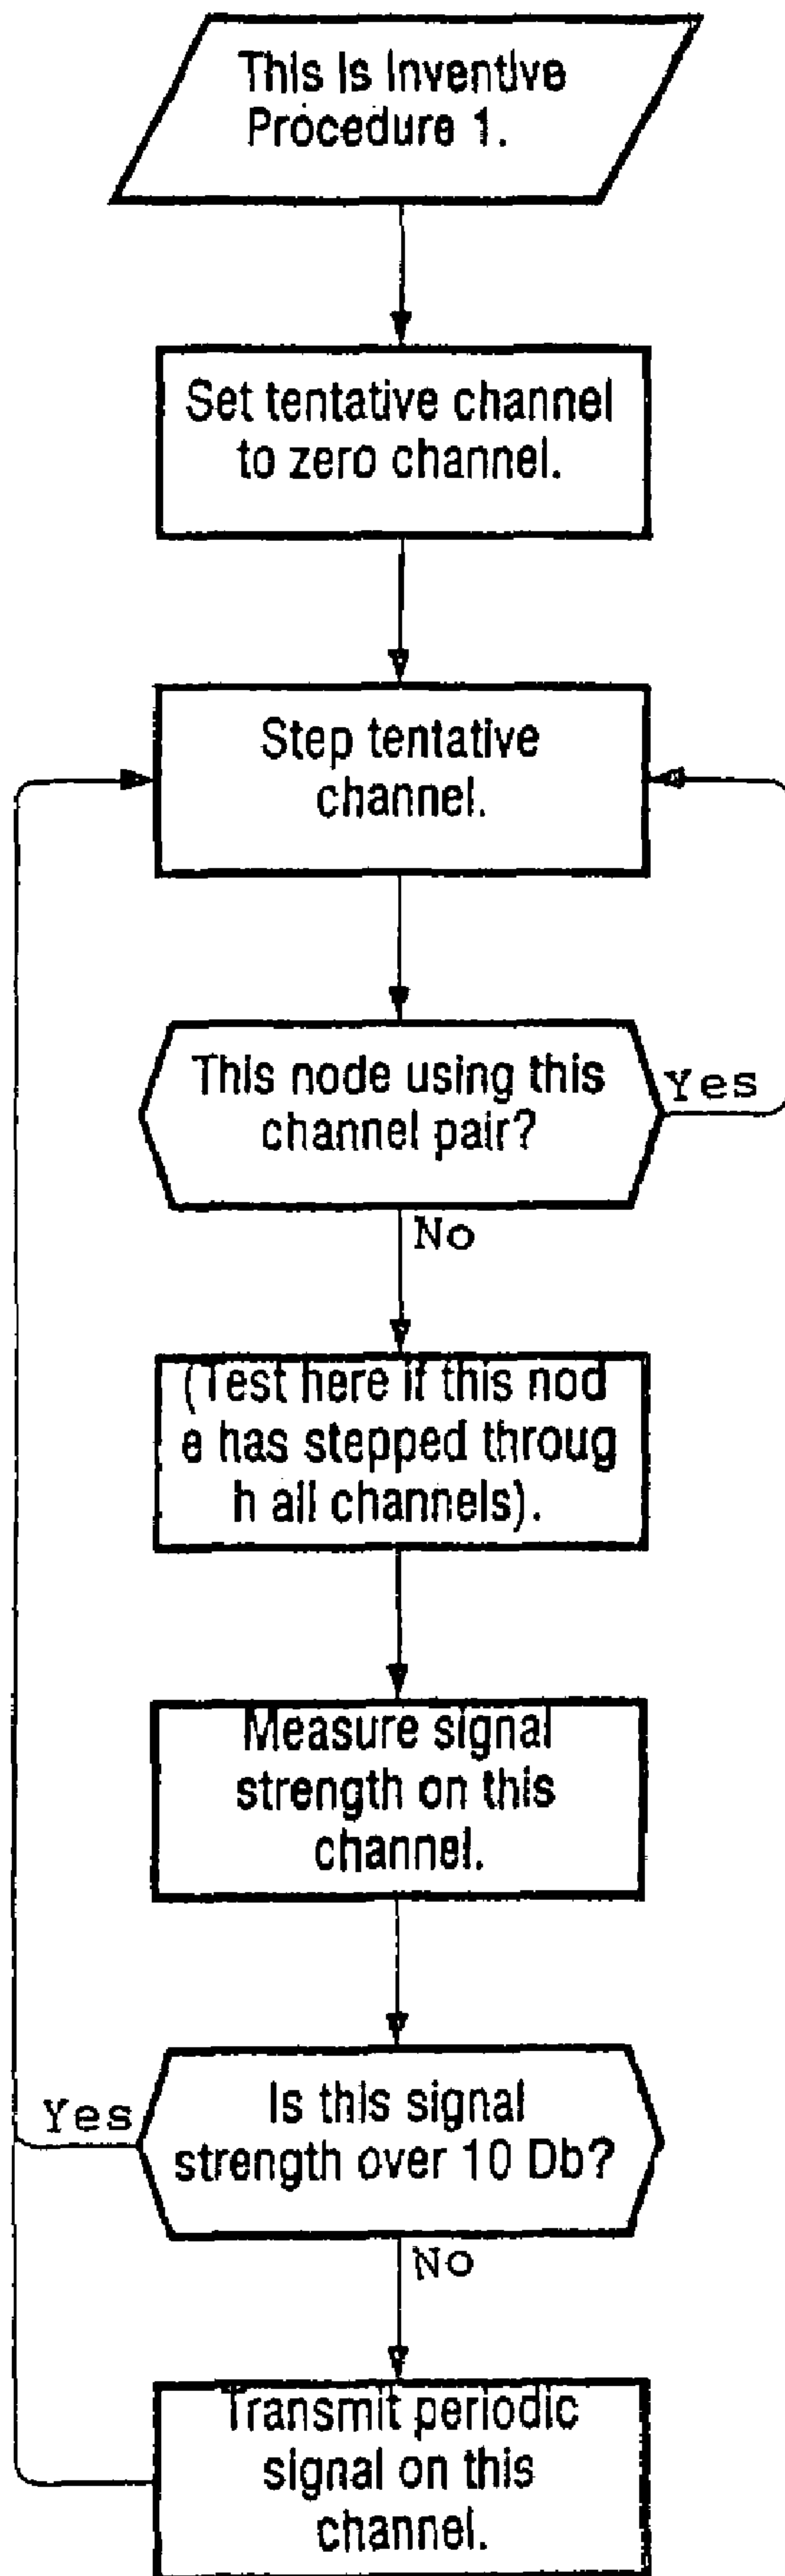 This is Inventive
Procedure 1.
Set tentative channel
to zero channel.
Step tentative
channel.
This node using this
channel pair?
Yes
No
(Test here if this nod
e has stepped throug
h all channels).
Measure signal
strength on this
channel.
Is this signal
strength over 10 Db?
Yes
No
Transmit periodic
signal on this
channel.